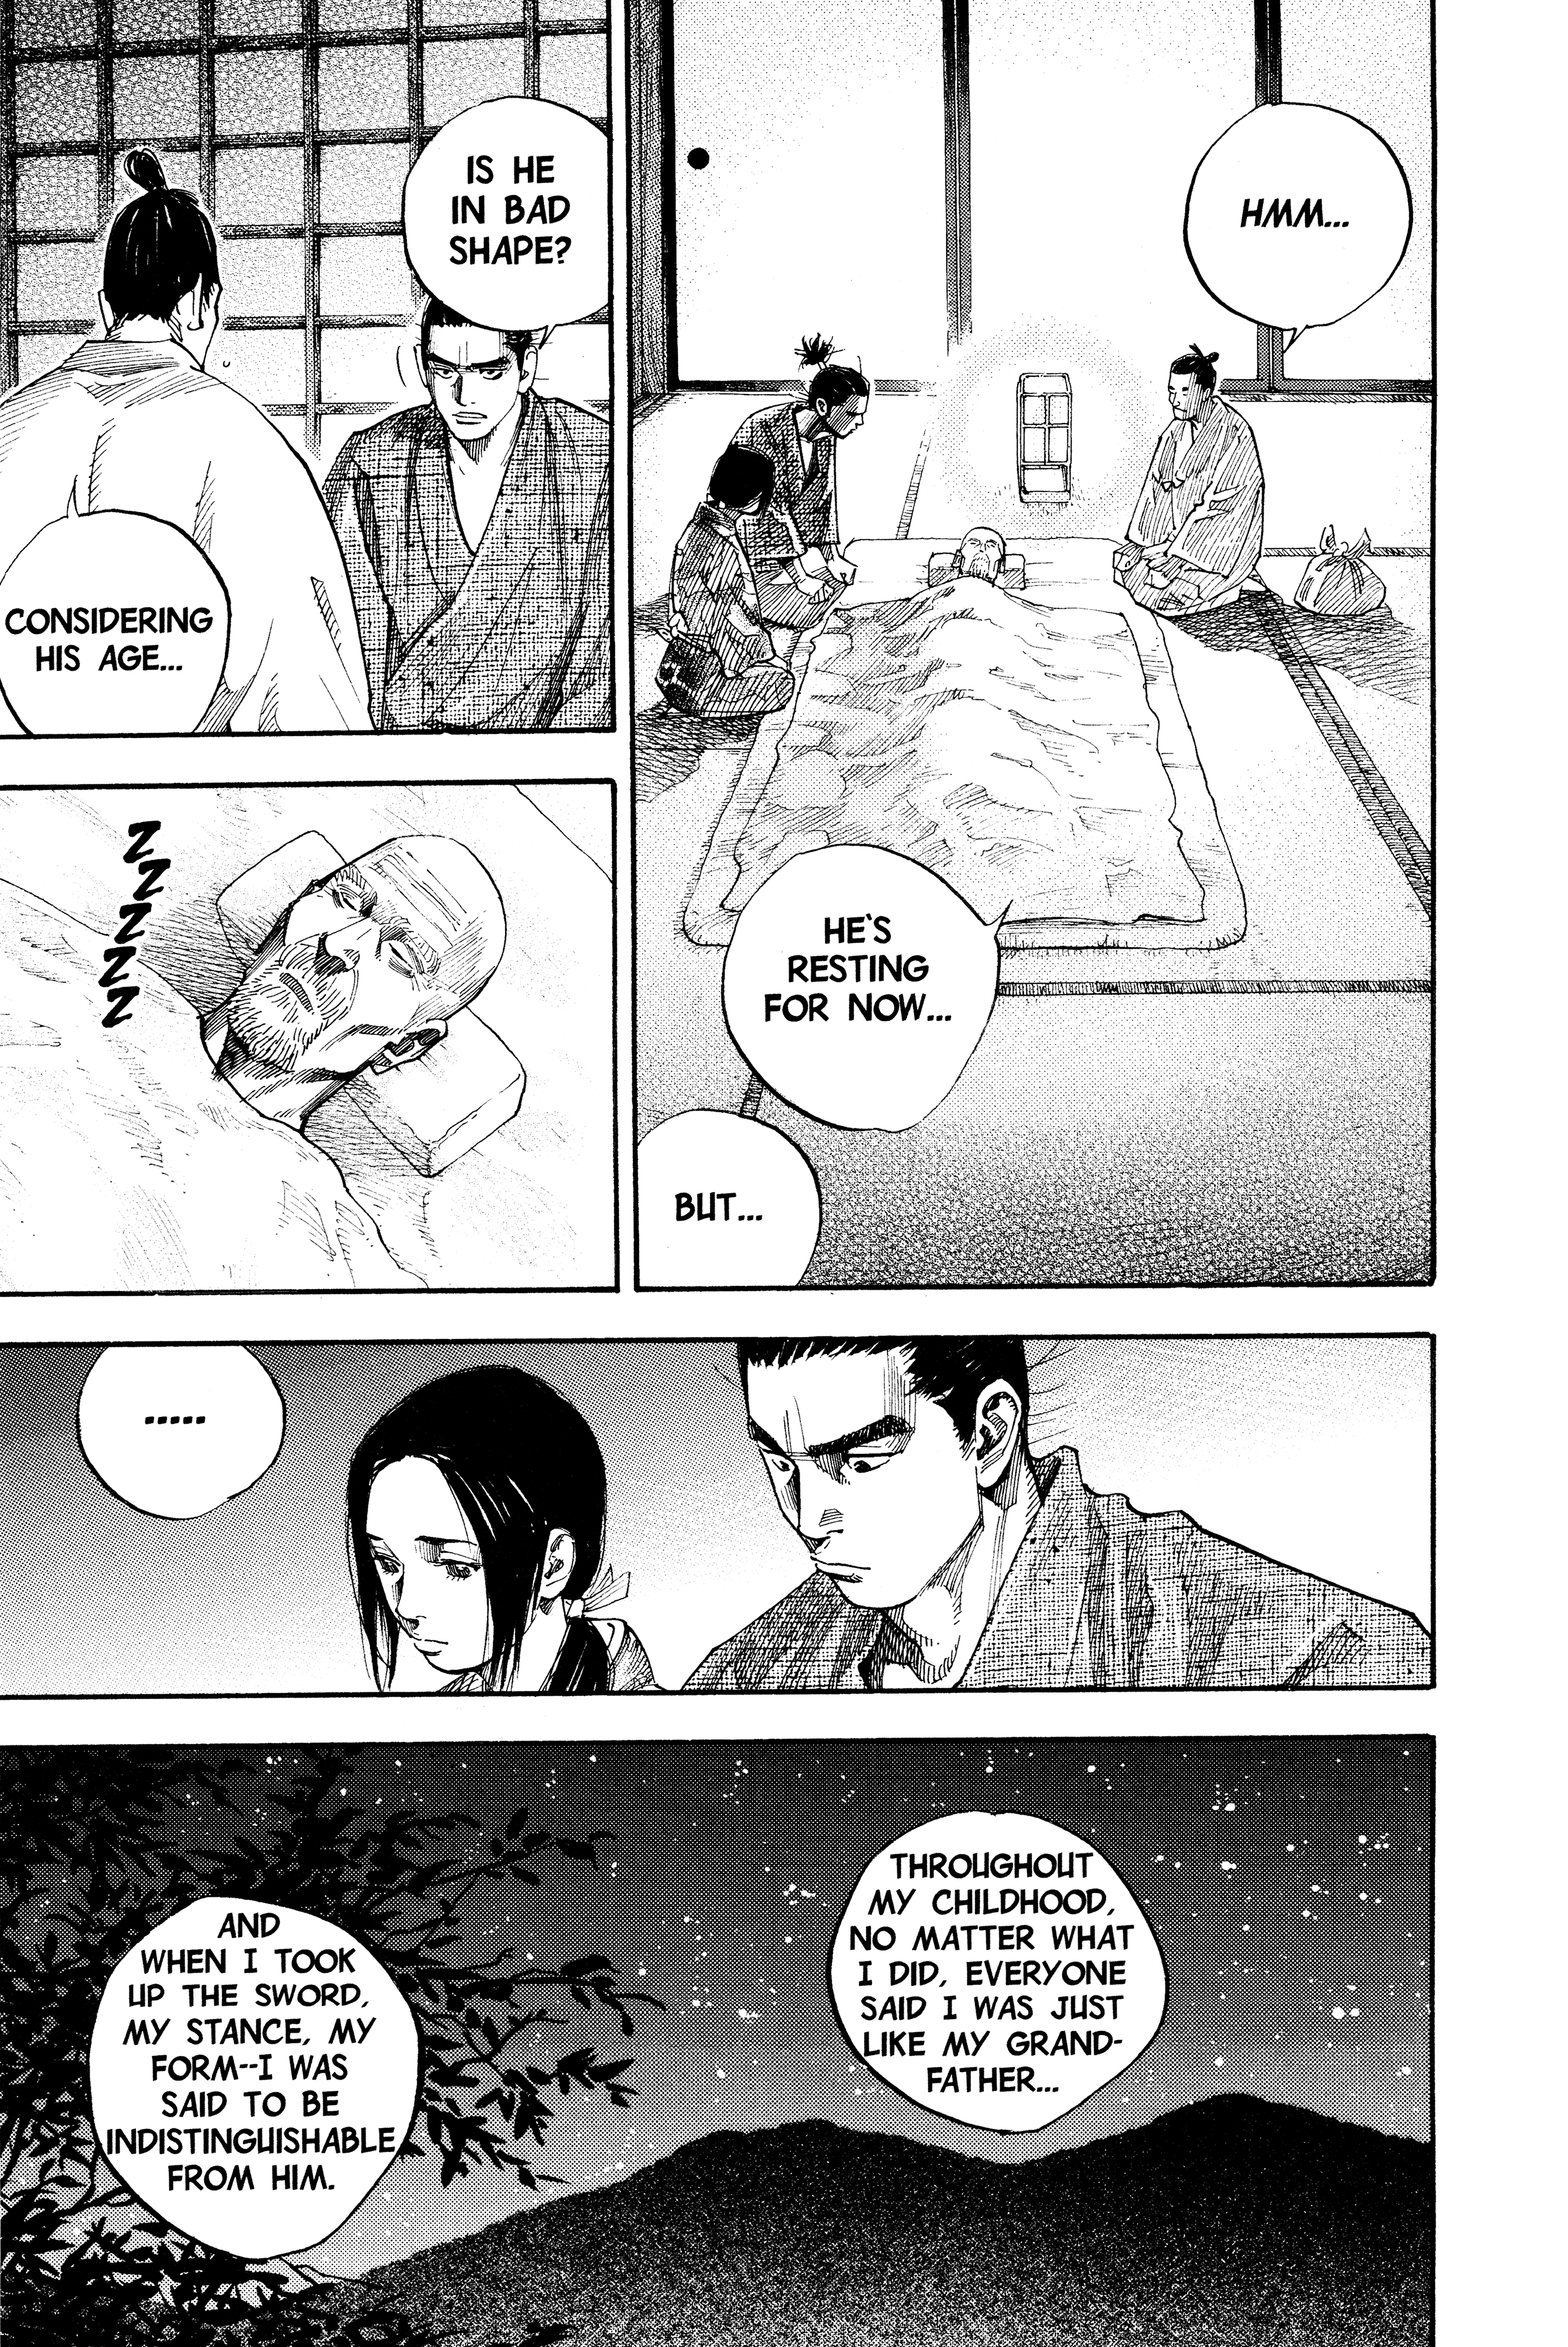 HMM...
HE'S
RESTING
FOR NOW...
BUT...
IS HE
IN BAD
SHAPE?
CONSIDERING
HIS AGE...
Z
Z
Z
Z
Z
.....
THROUGHOUT
MY CHILDHOOD,
NO MATTER WHAT
I DID, EVERYONE
SAID I WAS JUST
LIKE MY GRAND-
FATHER...
AND
WHEN I TOOK
UP THE SWORD,
MY STANCE, MY
FORM--I WAS
SAID TO BE
INDISTINGUISHABLE
FROM HIM.